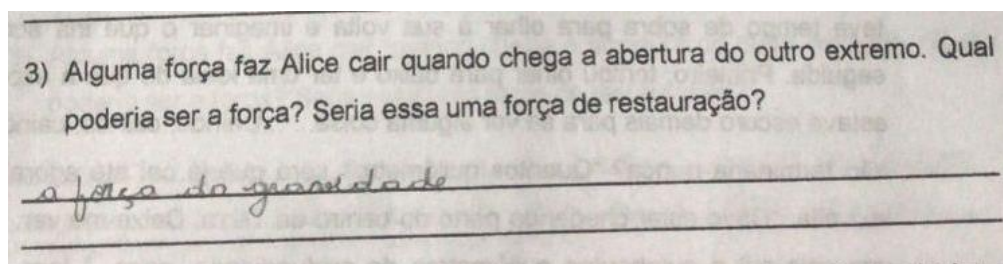 3) Alguma força faz Alice cair quando chega a abertura do outro extremo. Qual
poderia ser a força? Seria essa uma força de restauração?
a força da gravidade